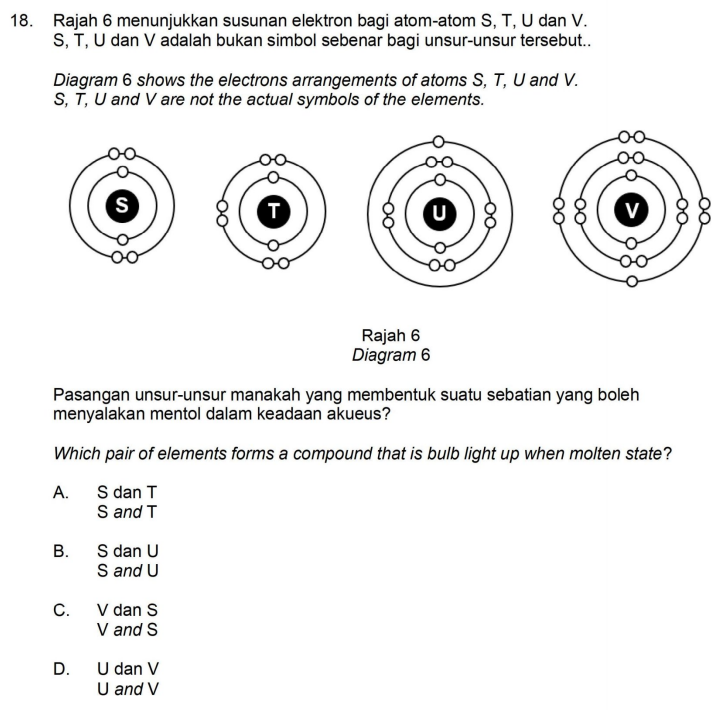 18. Rajah 6 menunjukkan susunan elektron bagi atom-atom S, T, U dan V.
S, T, U dan V adalah bukan simbol sebenar bagi unsur-unsur tersebut..
Diagram 6 shows the electrons arrangements of atoms S, T, U and V.
S, T, U and V are not the actual symbols of the elements.
S
T
U
V
Rajah 6
Diagram 6
Pasangan unsur-unsur manakah yang membentuk suatu sebatian yang boleh
menyalakan mentol dalam keadaan akueus?
Which pair of elements forms a compound that is bulb light up when molten state?
A. S dan T
S and T
B. S dan U
S and U
C. V dan S
V and S
D. U dan V
U and V